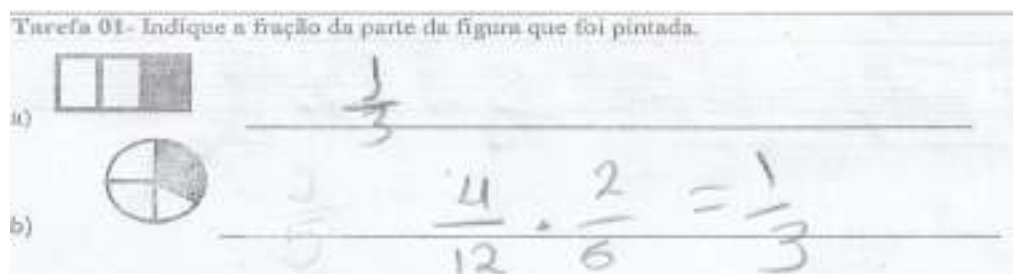 Tarefa 01- Indique a fração da parte da figura que foi pintada.
a) 1/3
b) 4/12 . 2/6 = 1/3